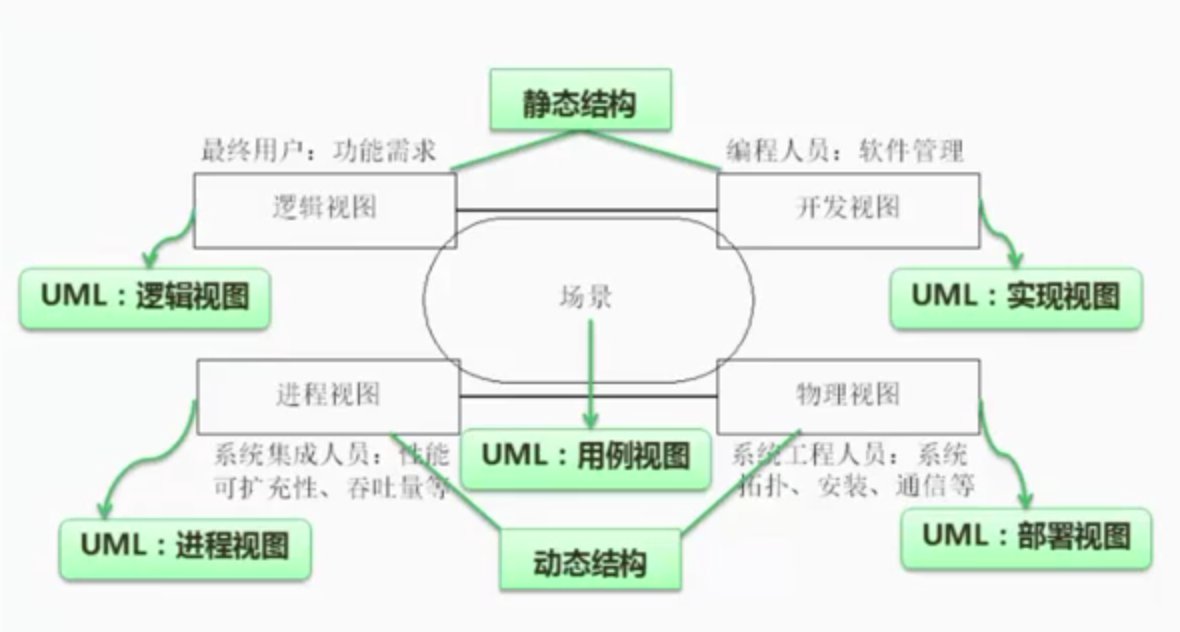 静态结构
最终用户：功能需求
编程人员：软件管理
逻辑视图
开发视图
UML：逻辑视图
场景
UML：实现视图
进程视图
物理视图
系统集成人员：性能
可扩充性、吞吐量等
UML：用例视图
系统工程人员：系统
拓扑、安装、通信等
UML：进程视图
动态结构
UML：部署视图